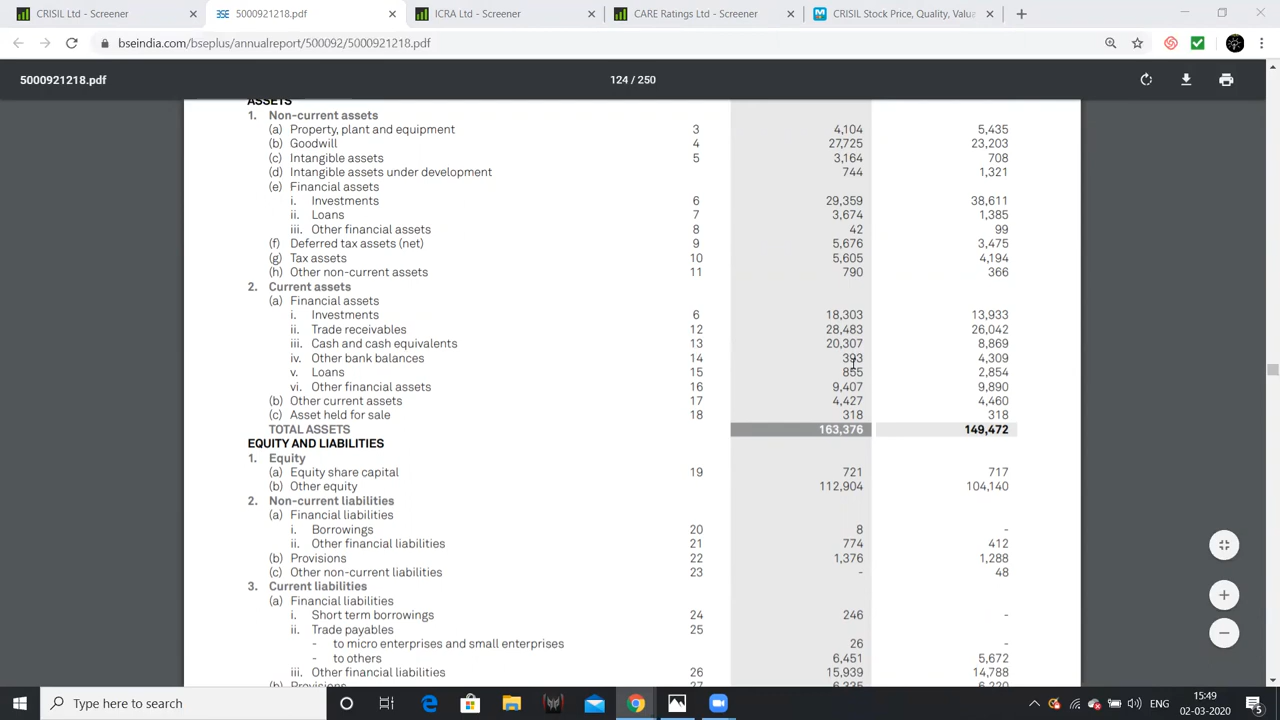 CRISIL Ltd - Screener
5000921218.pdf
ICRA Ltd - Screener
CARE Ratings Ltd - Screener
CRISIL Stock Price, Quality, Valua
bseindia.com/bseplus/annualreport/500092/5000921218.pdf
5000921218.pdf 124 / 250
ASSETS
1. Non-current assets
(a) Property, plant and equipment 3 4,104 5,435
(b) Goodwill 4 27,725 23,203
(c) Intangible assets 5 3,164 708
(d) Intangible assets under development 744 1,321
(e) Financial assets
i. Investments 6 29,359 38,611
ii. Loans 7 3,674 1,385
iii. Other financial assets 8 42 99
(f) Deferred tax assets (net) 9 5,676 3,475
(g) Tax assets 10 5,605 4,194
(h) Other non-current assets 11 790 366
2. Current assets
(a) Financial assets
i. Investments 6 18,303 13,933
ii. Trade receivables 12 28,483 26,042
iii. Cash and cash equivalents 13 20,307 8,869
iv. Other bank balances 14 393 4,309
v. Loans 15 855 2,854
vi. Other financial assets 16 9,407 9,890
(b) Other current assets 17 4,427 4,460
(c) Asset held for sale 18 318 318
TOTAL ASSETS 163,376 149,472
EQUITY AND LIABILITIES
1. Equity
(a) Equity share capital 19 721 717
(b) Other equity 112,904 104,140
2. Non-current liabilities
(a) Financial liabilities
i. Borrowings 20 8 -
ii. Other financial liabilities 21 774 412
(b) Provisions 22 1,376 1,288
(c) Other non-current liabilities 23 - 48
3. Current liabilities
(a) Financial liabilities
i. Short term borrowings 24 246 -
ii. Trade payables 25
- to micro enterprises and small enterprises 26 -
- to others 6,451 5,672
iii. Other financial liabilities 26 15,939 14,788
(b) Provisions 27 6,335 6,220
Type here to search
ENG
15:49
02-03-2020
5